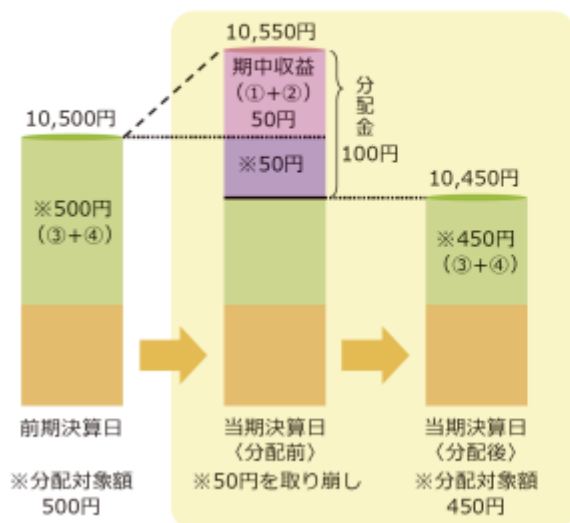 10,550円
期中収益
（①＋②）
50円
分配金
100円
10,500円
※50円
10,450円
※500円
（③＋④）
※450円
（③＋④）
前期決算日
当期決算日
〈分配前〉
当期決算日
〈分配後〉
※分配対象額
500円
※50円を取り崩し
※分配対象額
450円